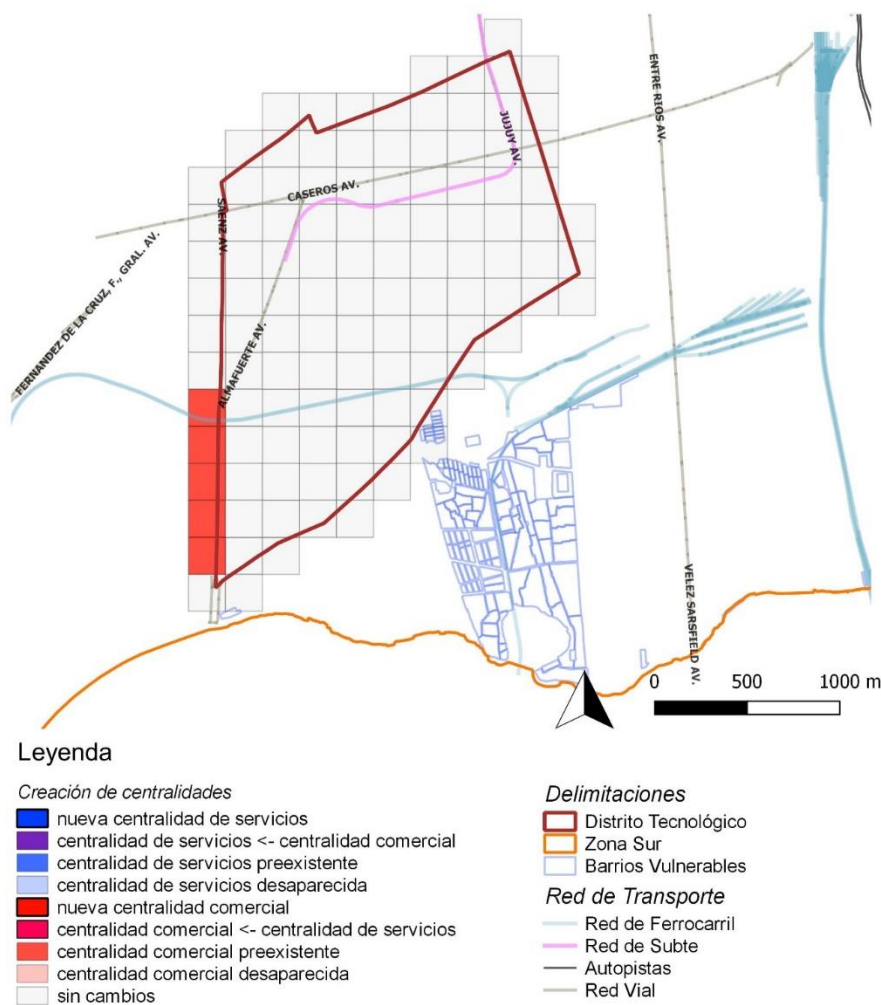 ENTRE RIOS AV.
JUJUY AV.
CASEROS AV.
SAENZ AV.
FERNANDEZ DE LA CRUZ, F., GRAL. AV.
ALMAFUERTE AV.
VELEZ SARSFIELD AV.
0 500 1000 m
Leyenda
Creación de centralidades
nueva centralidad de servicios
centralidad de servicios <- centralidad comercial
centralidad de servicios preexistente
centralidad de servicios desaparecida
nueva centralidad comercial
centralidad comercial <- centralidad de servicios
centralidad comercial preexistente
centralidad comercial desaparecida
sin cambios
Delimitaciones
Distrito Tecnológico
Zona Sur
Barrios Vulnerables
Red de Transporte
Red de Ferrocarril
Red de Subte
Autopistas
Red Vial